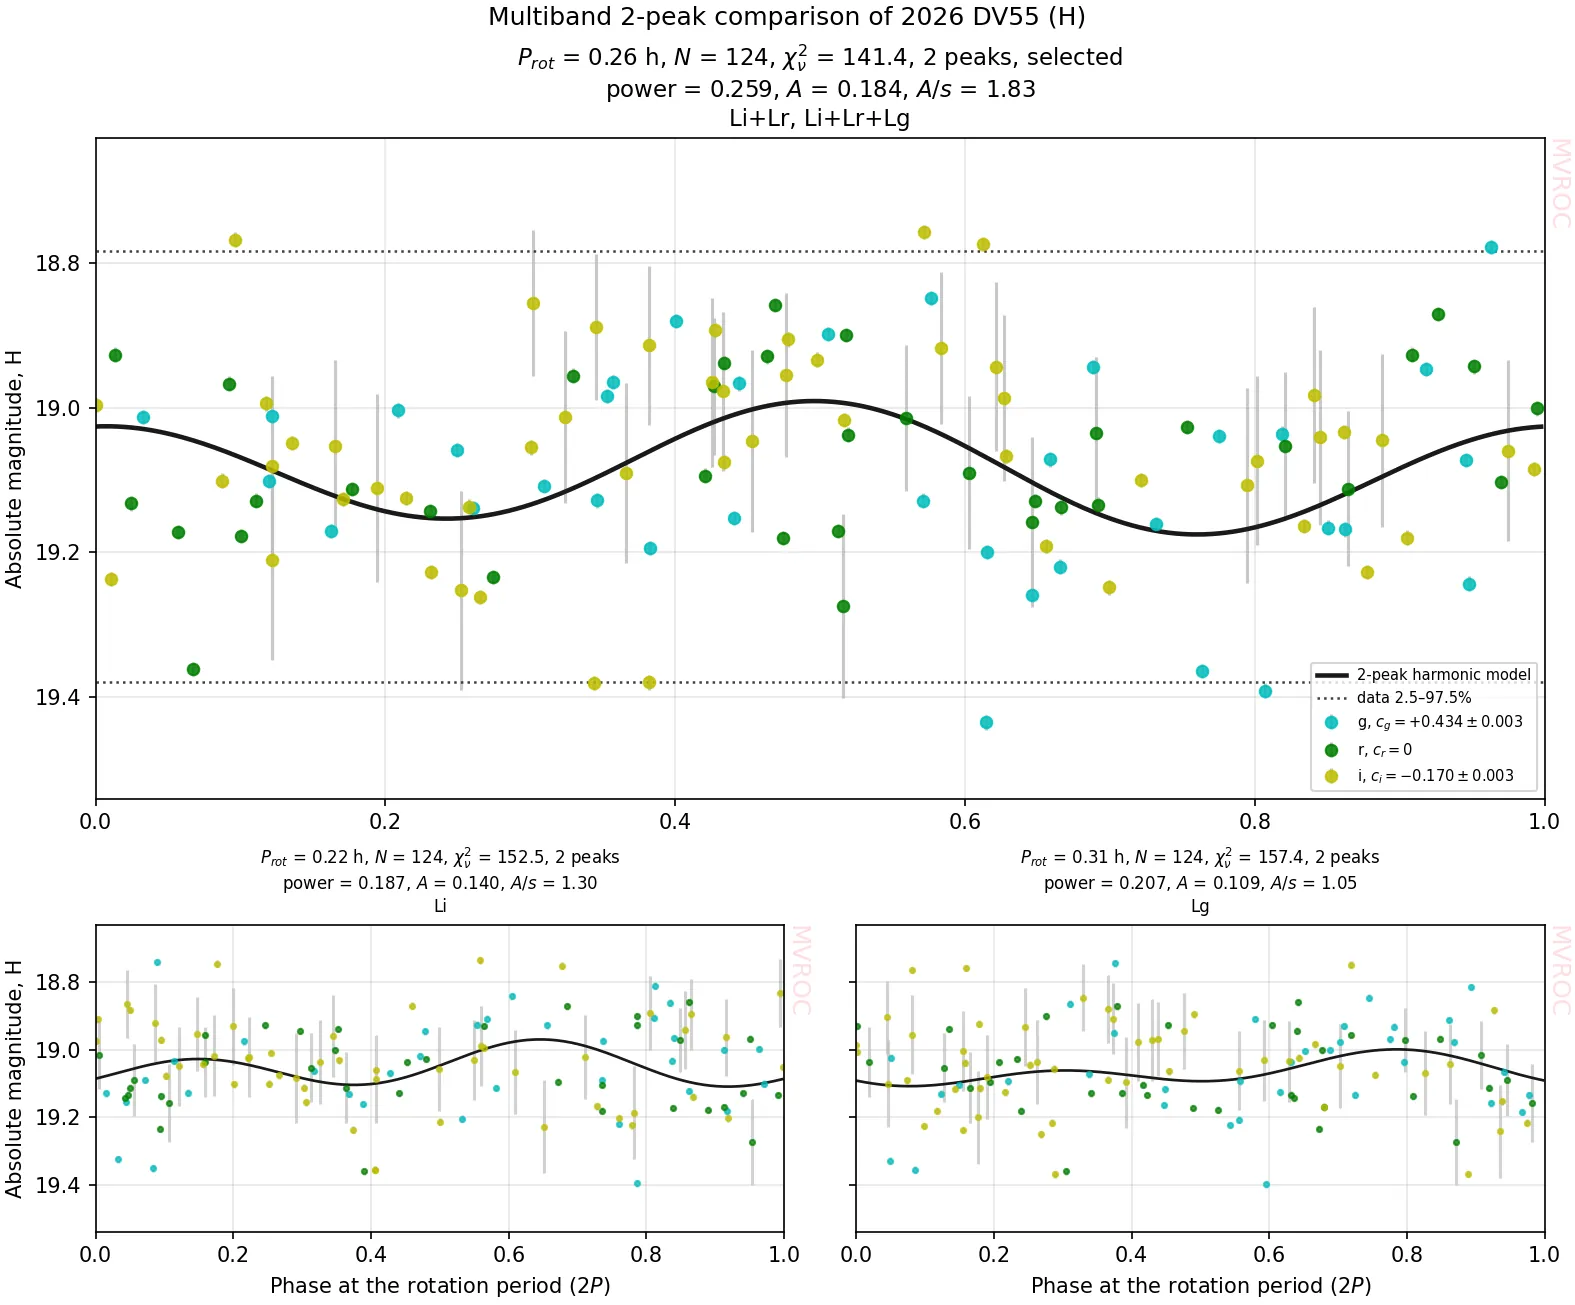 Multiband 2-peak comparison of 2026 DV55 (H)
P_rot = 0.26 h, N = 124, χ²_ν = 141.4, 2 peaks, selected
power = 0.259, A = 0.184, A/s = 1.83
Li+Lr, Li+Lr+Lg
MVROC
Absolute magnitude, H
18.8
19.0
19.2
19.4
2-peak harmonic model
data 2.5–97.5%
g, c_g = +0.434 ± 0.003
r, c_r = 0
i, c_i = −0.170 ± 0.003
0.0 0.2 0.4 0.6 0.8 1.0
P_rot = 0.22 h, N = 124, χ²_ν = 152.5, 2 peaks
power = 0.187, A = 0.140, A/s = 1.30
Li
MVROC
Absolute magnitude, H
18.8
19.0
19.2
19.4
0.0 0.2 0.4 0.6 0.8 1.0
Phase at the rotation period (2P)
P_rot = 0.31 h, N = 124, χ²_ν = 157.4, 2 peaks
power = 0.207, A = 0.109, A/s = 1.05
Lg
MVROC
0.0 0.2 0.4 0.6 0.8 1.0
Phase at the rotation period (2P)